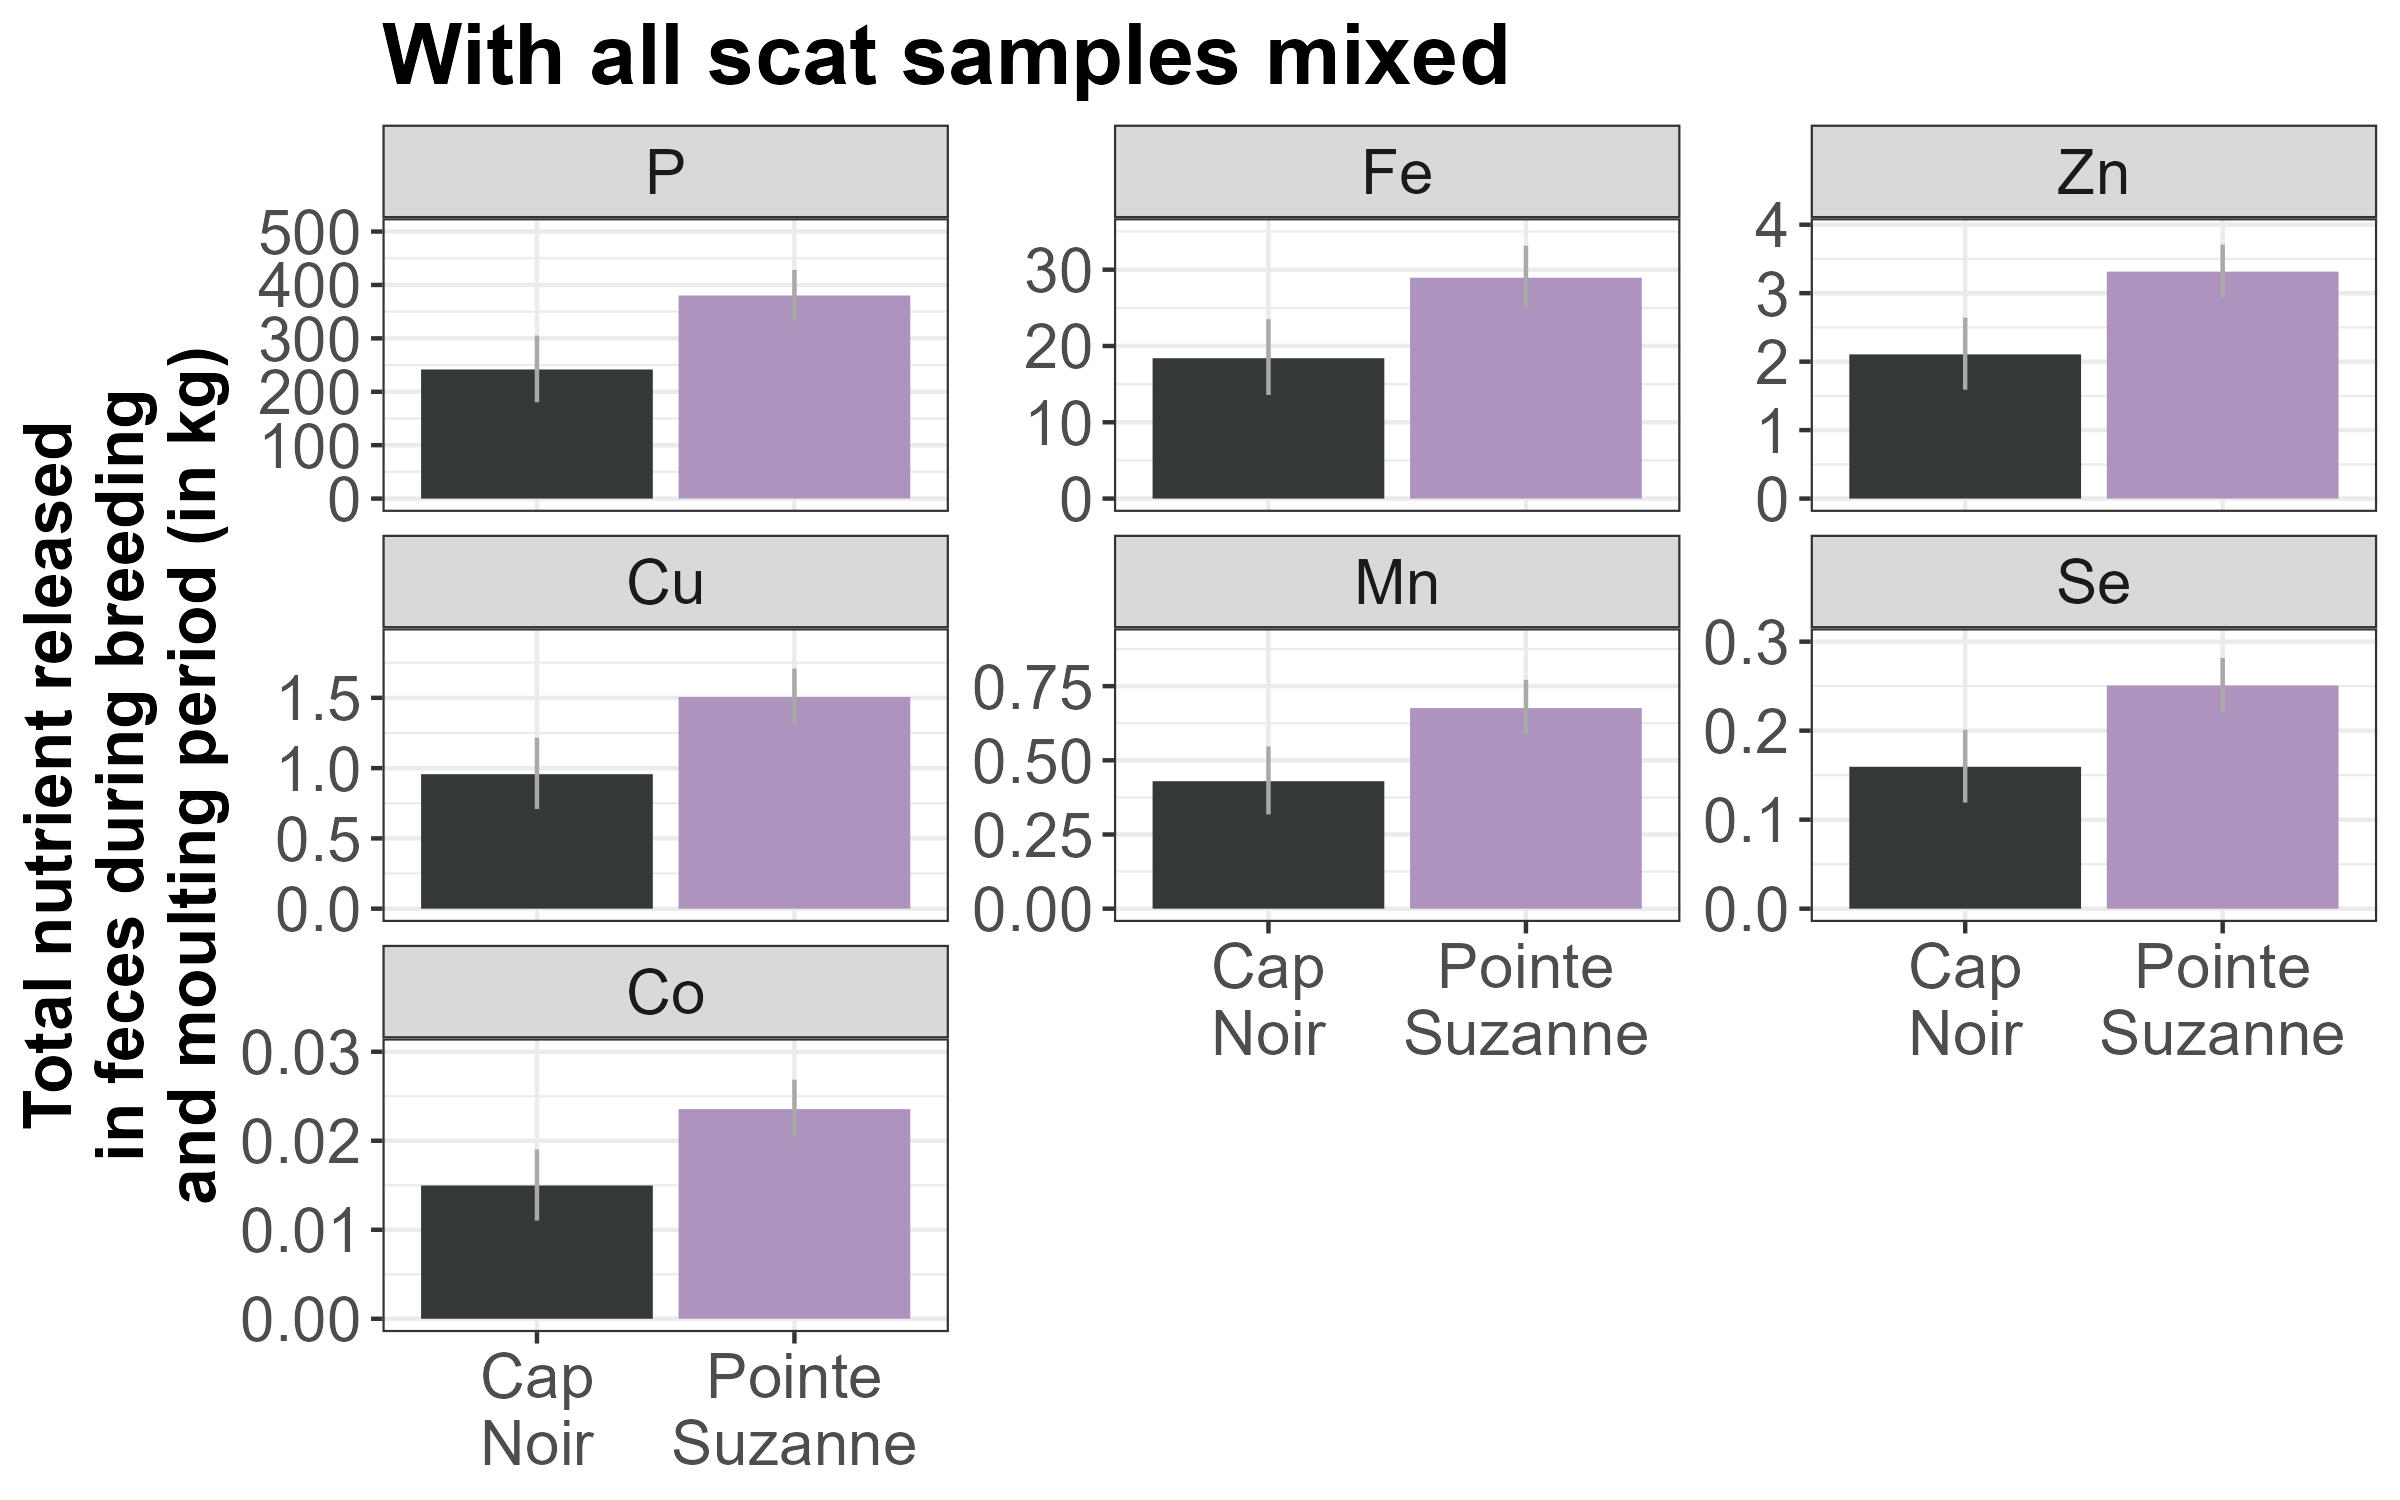 With all scat samples mixed
Total nutrient released
in feces during breeding
and moulting period (in kg)
P
500
400
300
200
100
0
Fe
30
20
10
0
Zn
4
3
2
1
0
Cu
1.5
1.0
0.5
0.0
Mn
0.75
0.50
0.25
0.00
Cap
Noir
Pointe
Suzanne
Se
0.3
0.2
0.1
0.0
Cap
Noir
Pointe
Suzanne
Co
0.03
0.02
0.01
0.00
Cap
Noir
Pointe
Suzanne